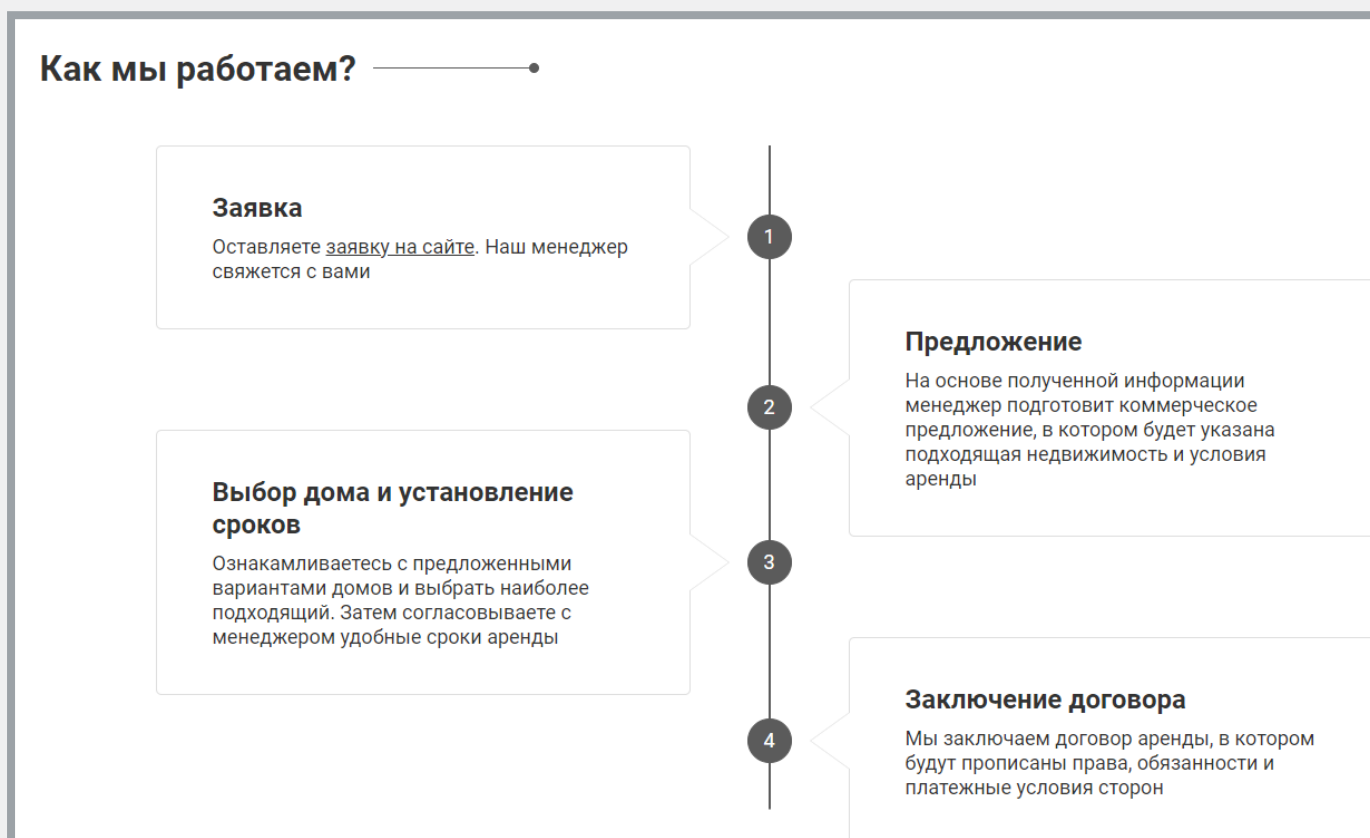 Как мы работаем?
Заявка
Оставляете заявку на сайте. Наш менеджер
свяжется с вами
1
Предложение
На основе полученной информации
менеджер подготовит коммерческое
предложение, в котором будет указана
подходящая недвижимость и условия
аренды
2
Выбор дома и установление
сроков
Ознакамливаетесь с предложенными
вариантами домов и выбрать наиболее
подходящий. Затем согласовываете с
менеджером удобные сроки аренды
3
Заключение договора
Мы заключаем договор аренды, в котором
будут прописаны права, обязанности и
платежные условия сторон
4